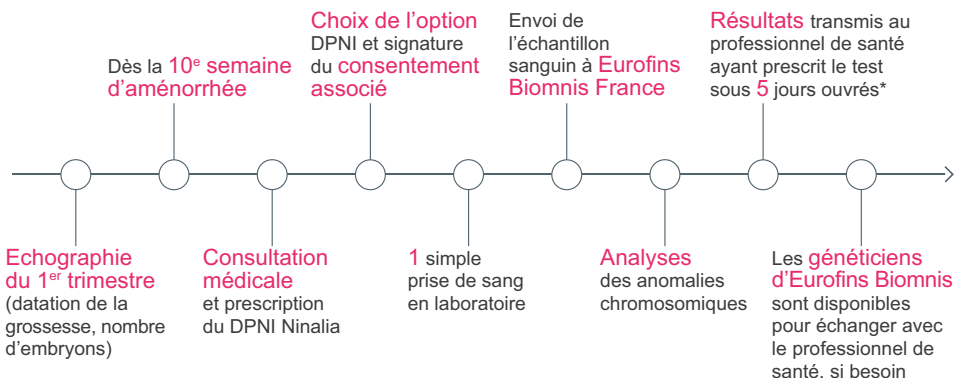 Echographie
du 1er trimestre
(datation de la
grossesse, nombre
d’embryons)
Dès la 10e semaine
d’aménorrhée
Consultation
médicale
et prescription
du DPNI Ninalia
Choix de l’option
DPNI et signature
du consentement
associé
1 simple
prise de sang
en laboratoire
Envoi de
l’échantillon
sanguin à Eurofins
Biomnis France
Analyses
des anomalies
chromosomiques
Résultats transmis au
professionnel de santé
ayant prescrit le test
sous 5 jours ouvrés*
Les généticiens
d’Eurofins Biomnis
sont disponibles
pour échanger avec
le professionnel de
santé, si besoin